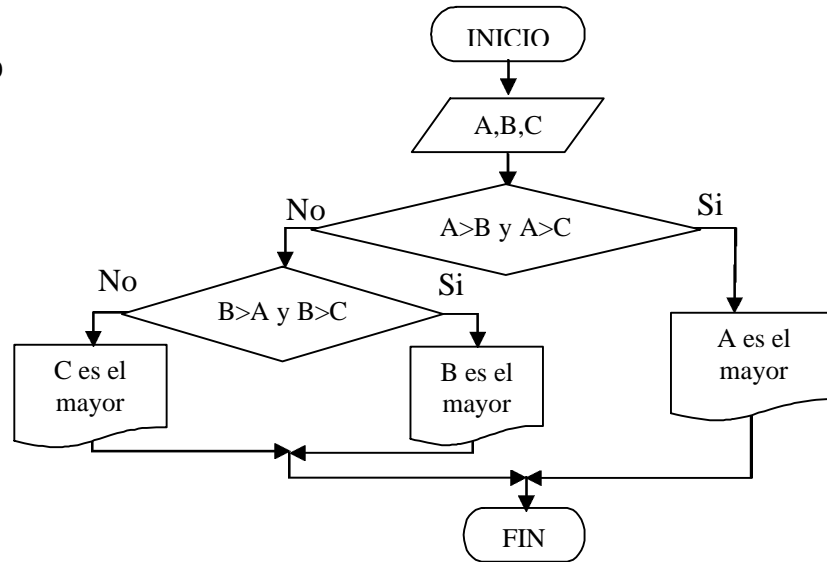 INICIO
A,B,C
No
Si
A>B y A>C
No
Si
B>A y B>C
C es el
mayor
B es el
mayor
A es el
mayor
FIN